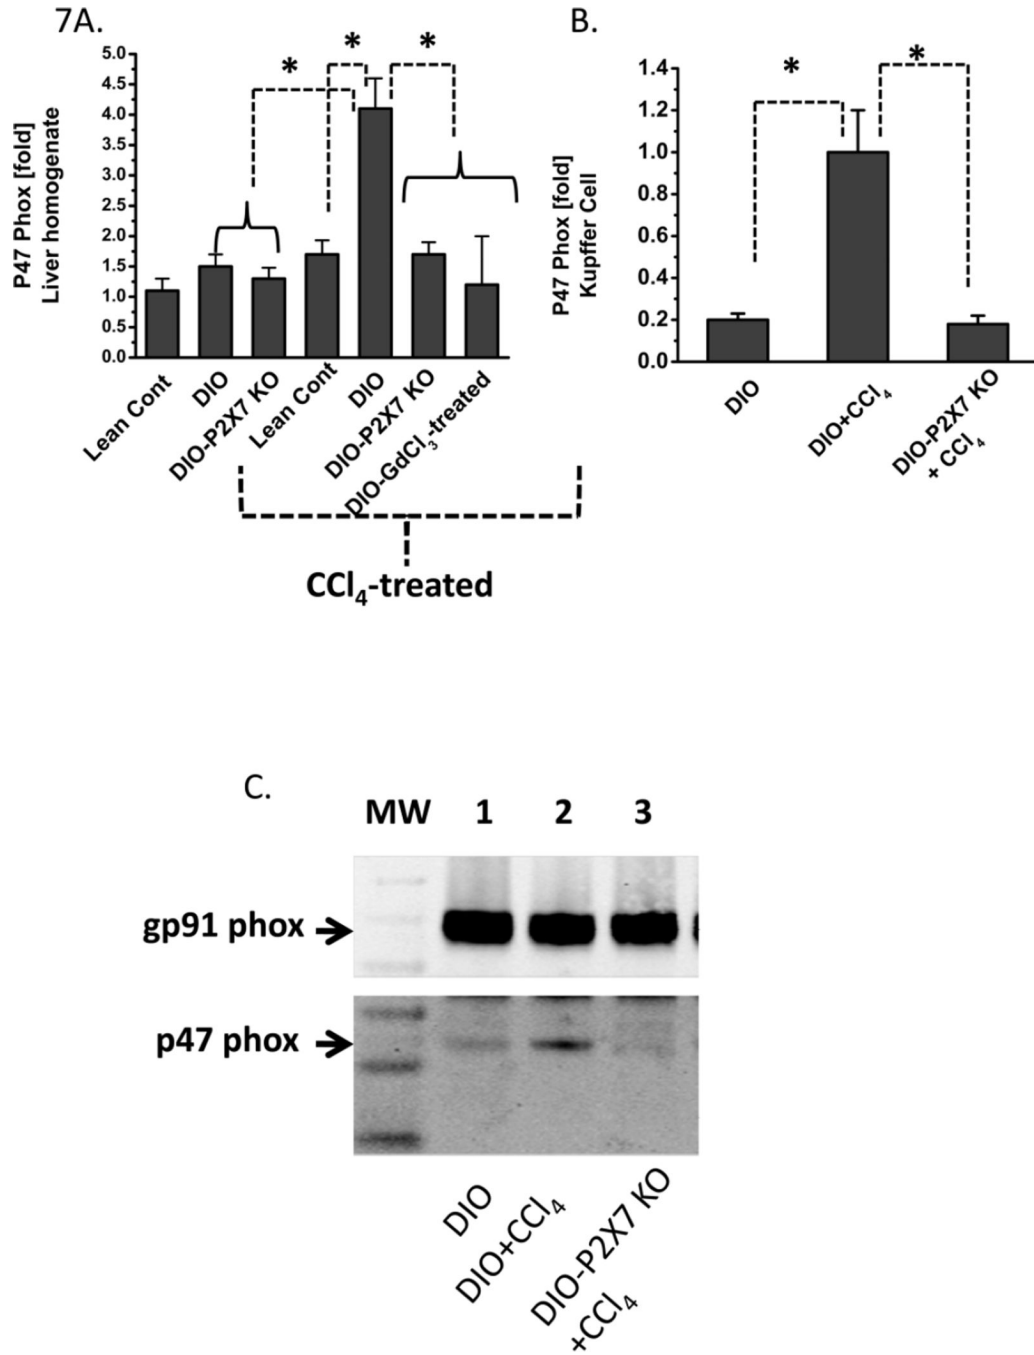 7A.
P47 Phox [fold]
Liver homogenate
5.0
4.5
4.0
3.5
3.0
2.5
2.0
1.5
1.0
0.5
0.0
* * *
Lean Cont
DIO
DIO-P2X7 KO
Lean Cont
DIO
DIO-P2X7 KO
DIO-GdCl₃-treated
CCl₄-treated
B.
P47 Phox [fold]
Kupffer Cell
1.4
1.2
1.0
0.8
0.6
0.4
0.2
0.0
* *
DIO
DIO+CCl₄
DIO-P2X7 KO
+ CCl₄
C.
MW 1 2 3
gp91 phox
p47 phox
DIO
DIO+CCl₄
DIO-P2X7 KO
+CCl₄